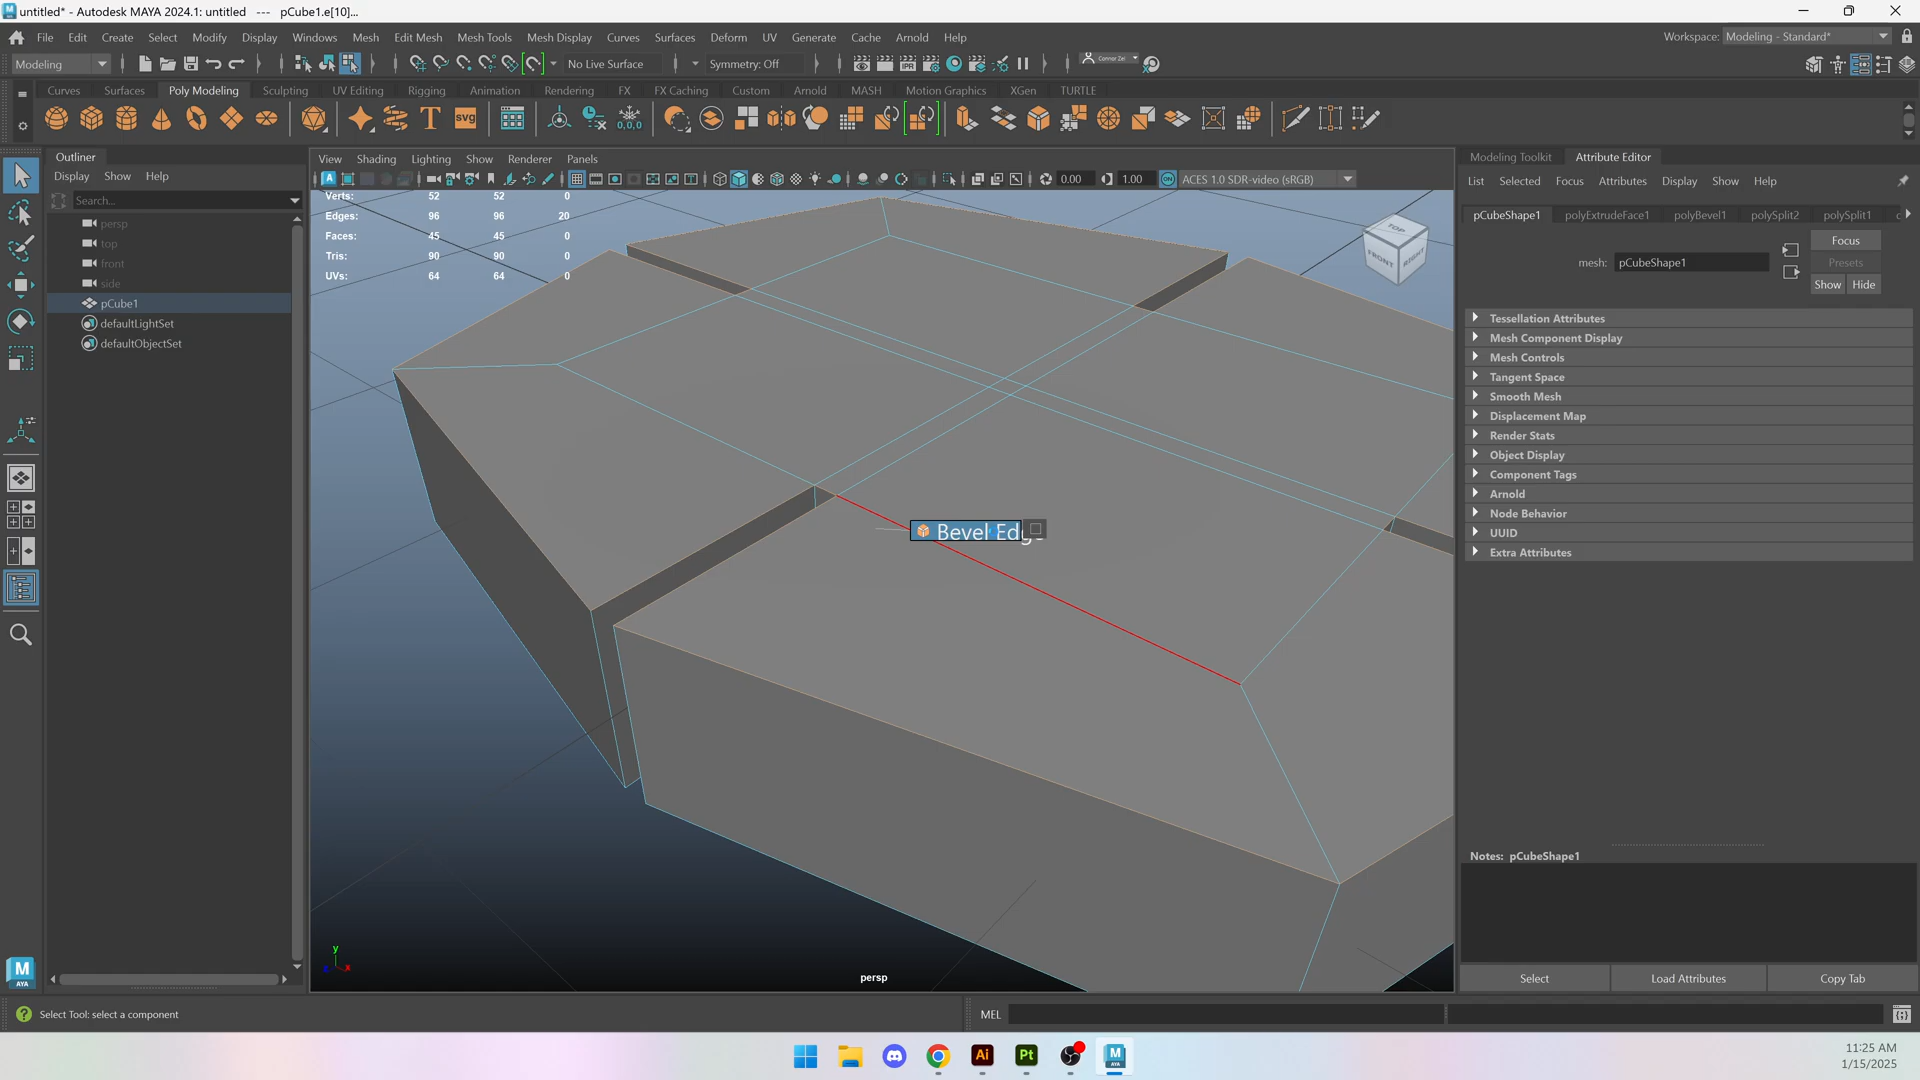 untitled* - Autodesk MAYA 2024.1: untitled --- pCube1.e[10]...
File Edit Create Select Modify Display Windows Mesh Edit Mesh Mesh Tools Mesh Display Curves Surfaces Deform UV Generate Cache Arnold Help
Workspace: Modeling - Standard*
Modeling No Live Surface Symmetry: Off Connor Zei
Curves Surfaces Poly Modeling Sculpting UV Editing Rigging Animation Rendering FX FX Caching Custom Arnold MASH Motion Graphics XGen TURTLE
Outliner
Display Show Help
Search...
persp
top
front
side
pCube1
defaultLightSet
defaultObjectSet
View Shading Lighting Show Renderer Panels
0.00 1.00 ACES 1.0 SDR-video (sRGB)
Verts: 52 52 0
Edges: 96 96 20
Faces: 45 45 0
Tris: 90 90 0
UVs: 64 64 0
TOP
FRONT RIGHT
Bevel Edge
y
x
persp
Modeling Toolkit Attribute Editor
List Selected Focus Attributes Display Show Help
pCubeShape1 polyExtrudeFace1 polyBevel1 polySplit2 polySplit1
mesh: pCubeShape1
Focus
Presets
Show Hide
Tessellation Attributes
Mesh Component Display
Mesh Controls
Tangent Space
Smooth Mesh
Displacement Map
Render Stats
Object Display
Component Tags
Arnold
Node Behavior
UUID
Extra Attributes
Notes: pCubeShape1
Select Load Attributes Copy Tab
Select Tool: select a component
MEL
11:25 AM
1/15/2025